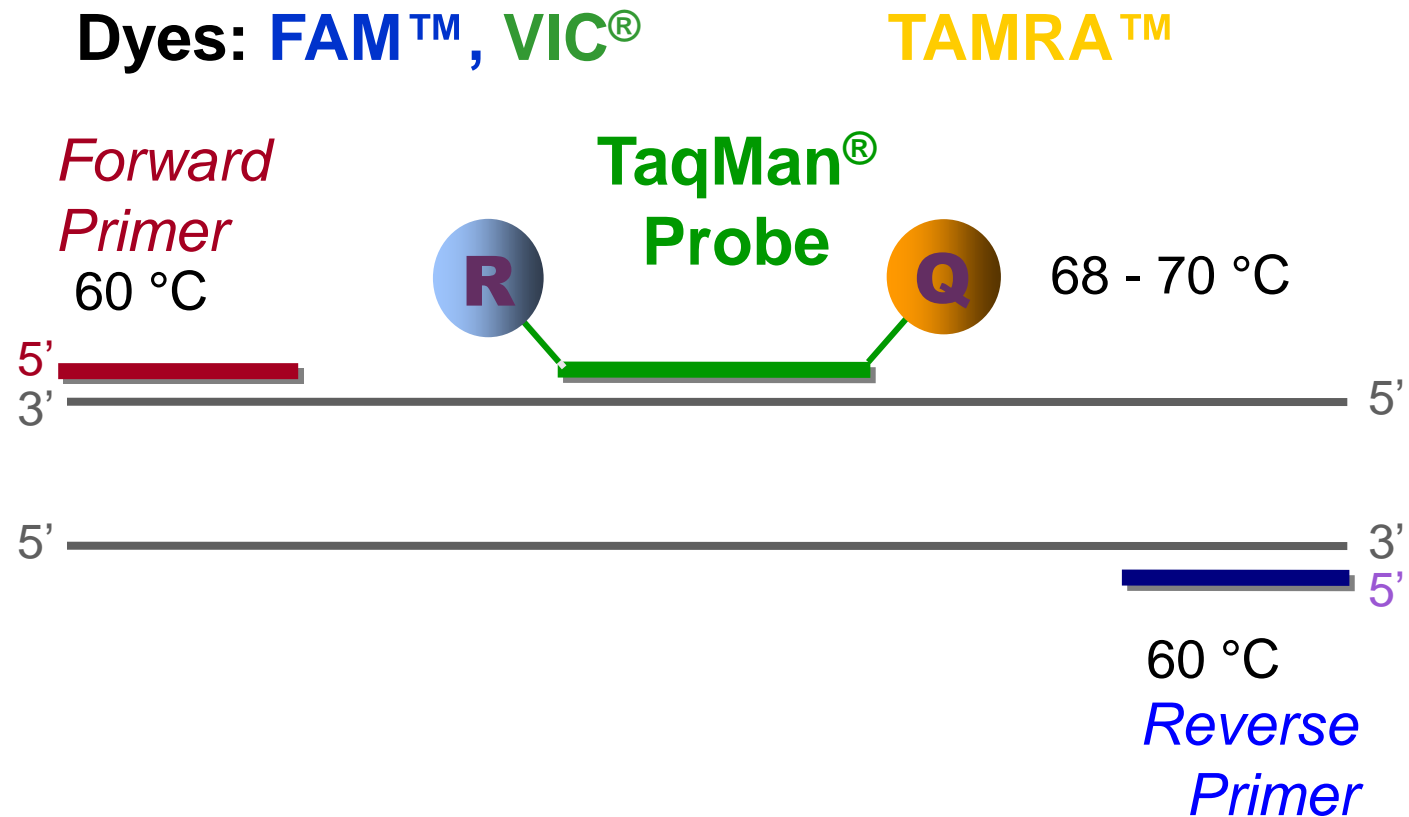 Dyes: FAM™, VIC® TAMRA™
Forward
Primer
60 °C
TaqMan®
Probe
R
Q
68 - 70 °C
5’
3’
5’
5’
3’
5’
60 °C
Reverse
Primer